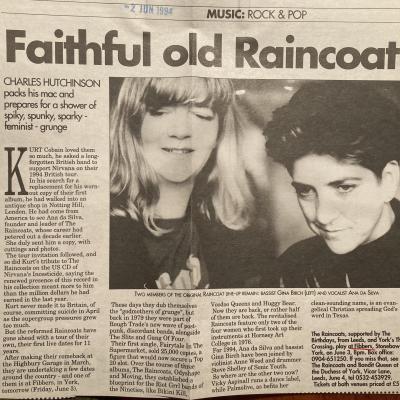 -2 JUN 1994
MUSIC: ROCK & POP
Faithful old Raincoat
CHARLES HUTCHINSON
packs his mac and
prepares for a shower of
spiky, spunky, sparky -
feminist - grunge
KURT Cobain loved them
so much, he asked a long-
forgotten British band to
support Nirvana on their
1994 British tour.
In his search for a
replacement for his worn-
out copy of their first
album, he had walked into an
antique shop in Notting Hill,
London. He had come from
America to see Ana da Silva,
founder and leader of The
Raincoats, whose career had
petered out a decade earlier.
She duly sent him a copy, with
cuttings and photos.
The tour invitation followed, and
so did Kurt's tribute to The
Raincoats on the US CD of
Nirvana's Incesticide, saying the
renewed presence of this record in
his collection meant more to him
than the million dollars he had
earned in the last year.
Kurt never made it to Britain, of
course, committing suicide in April
as the supergroup pressures grew
too much.
But the reformed Raincoats have
gone ahead with a tour of their
own, their first live dates in 11
years.
After making their comeback at
The Highbury Garage in March,
they are undertaking a few dates
around the country - and one of
them is at Fibbers, in York,
tomorrow (Friday, June 3).
TWO MEMBERS OF THE ORIGINAL RAINCOAT LINE-UP REMAIN: BASSIST GINA BIRCH (LEFT) AND VOCALIST ANA DA SILVA
These days they dub themselves
the "godmothers of grunge", but
back in 1979 they were part of
Rough Trade's new wave of post-
punk, discordant bands, alongside
The Slits and Gang Of Four.
Their first single, Fairytale In The
Supermarket, sold 25,000 copies, a
figure that would now secure a Top
20 slot. Over the course of three
albums, The Raincoats, Odyshape
and Moving, they established a
blueprint for the Riot Grrl bands of
the Nineties, like Bikini Kill,
Voodoo Queens and Huggy Bear.
Now they are back, or rather half
of them are back. The revitalised
Raincoats feature only two of the
four women who first took up their
instruments at Hornsey Art
College in 1978.
For 1994, Ana da Silva and bassist
Gina Birch have been joined by
violinist Anne Wood and drummer
Steve Shelley of Sonic Youth.
So where are the other two now?
Vicky Aspinall runs a dance label,
while Palmolive, as befits her
clean-sounding name, is an evan-
gelical Christian spreading God's
word in Texas.
The Raincoats, supported by The
Birthdays, from Leeds, and York's Th
Crossing, play at Fibbers, Stonebow
York, on June 3, 8pm. Box office:
0904-651250. If you miss that, see
The Raincoats and Bandit Queen at
the Duchess of York, Vicar Lane,
Leeds, June 4, tel 0532-453929.
Tickets at both venues priced at £5